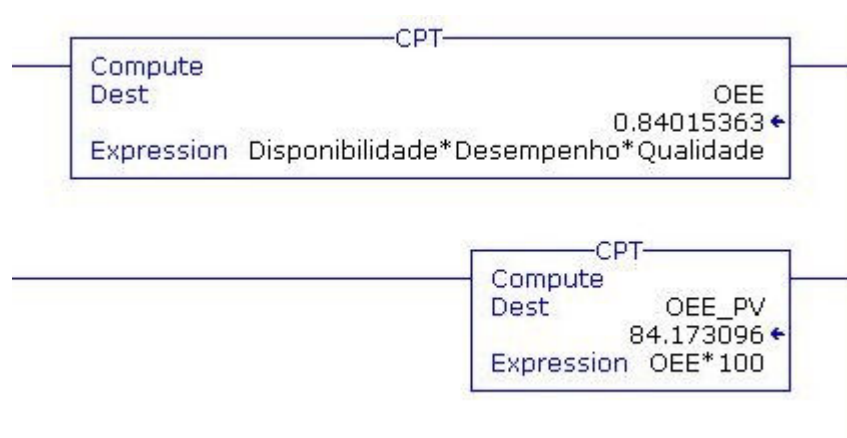 CPT
Compute
Dest OEE
0.84015363
Expression Disponibilidade*Desempenho*Qualidade
CPT
Compute
Dest OEE_PV
84.173096
Expression OEE*100